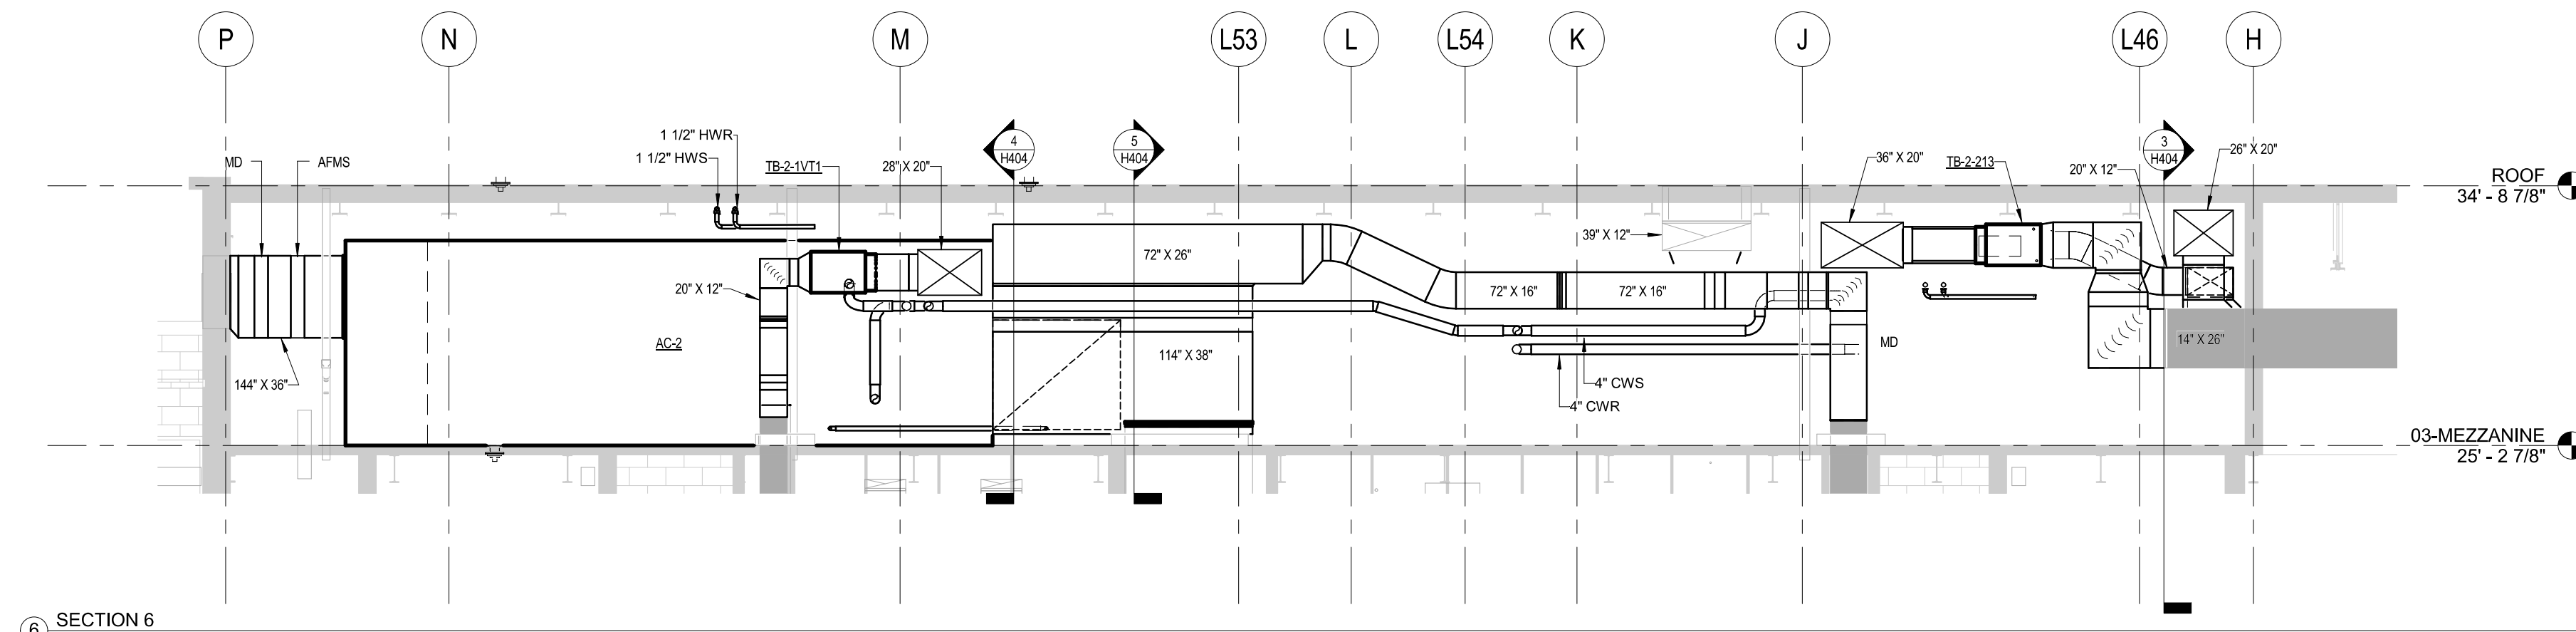 P
N
M
L53
L
L54
K
J
L46
H
1 1/2" HWR
1 1/2" HWS
MD
AFMS
TB-2-1VT1
28" X 20"
4
H404
5
H404
36" X 20"
TB-2-213
20" X 12"
3
H404
26" X 20"
ROOF
34' - 8 7/8"
39" X 12"
72" X 26"
20" X 12"
72" X 16"
72" X 16"
AC-2
144" X 36"
114" X 38"
MD
14" X 26"
4" CWS
4" CWR
03-MEZZANINE
25' - 2 7/8"
6
SECTION 6